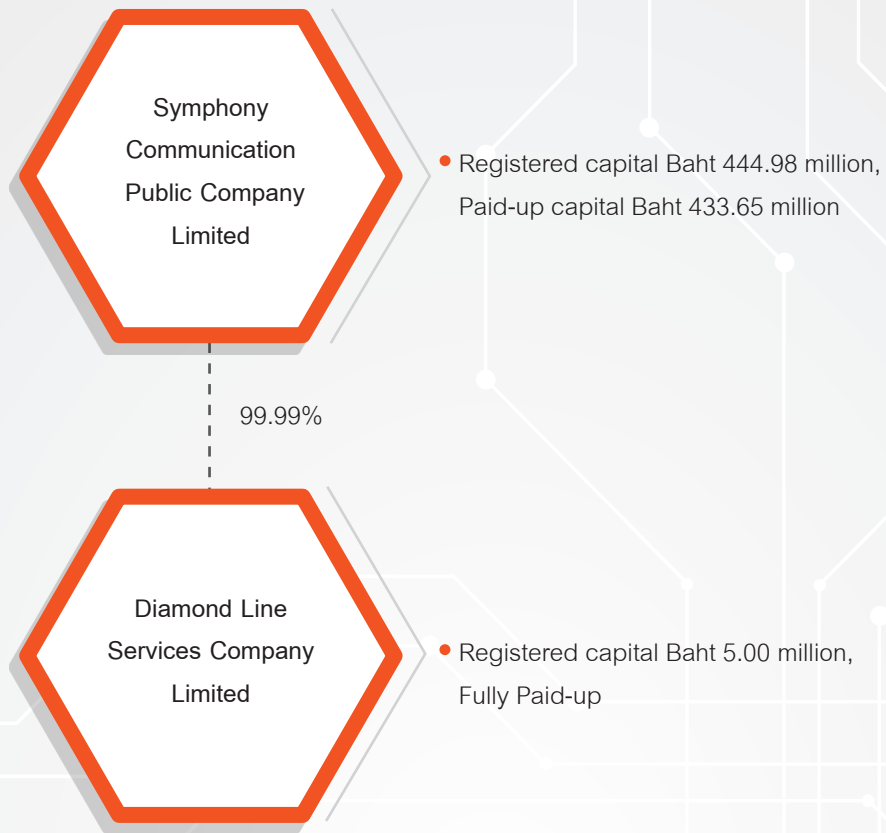 Symphony
Communication
Public Company
Limited
• Registered capital Baht 444.98 million,
Paid-up capital Baht 433.65 million
99.99%
Diamond Line
Services Company
Limited
• Registered capital Baht 5.00 million,
Fully Paid-up